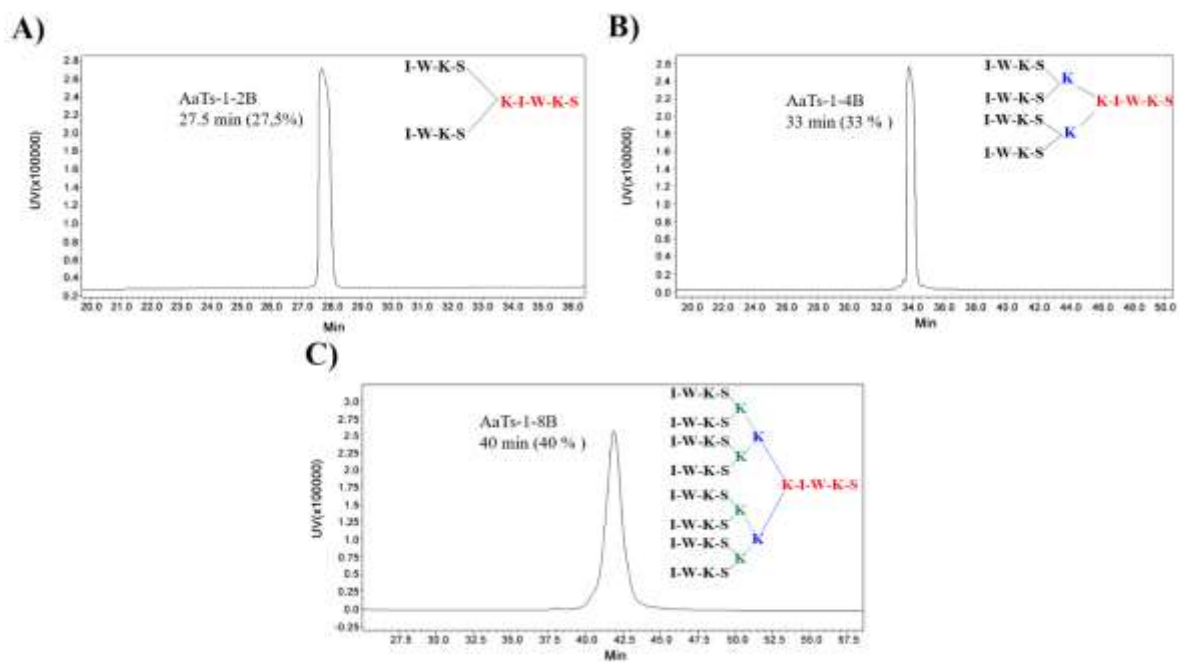 A)
2.8
2.6
2.4
2.2
2.0
1.8
1.6
1.4
1.2
1.0
0.8
0.6
0.4
0.2
UV(x100000)
AaTs-1-2B
27.5 min (27,5%)
I-W-K-S
K-I-W-K-S
I-W-K-S
20.0 21.0 22.0 23.0 24.0 25.0 26.0 27.0 28.0 29.0 30.0 31.0 32.0 33.0 34.0 35.0 36.0
Min
B)
2.6
2.4
2.2
2.0
1.8
1.6
1.4
1.2
1.0
0.8
0.6
0.4
0.2
0.0
UV(x100000)
AaTs-1-4B
33 min (33 % )
I-W-K-S
K
I-W-K-S
K-I-W-K-S
I-W-K-S
K
I-W-K-S
20.0 22.0 24.0 26.0 28.0 30.0 32.0 34.0 36.0 38.0 40.0 42.0 44.0 46.0 48.0 50.0
Min
C)
3.0
2.75
2.5
2.25
2.0
1.75
1.5
1.25
1.0
0.75
0.5
0.25
0.0
-0.25
UV(x100000)
AaTs-1-8B
40 min (40 % )
I-W-K-S
K
I-W-K-S
K
I-W-K-S
K
I-W-K-S
K-I-W-K-S
I-W-K-S
K
I-W-K-S
K
I-W-K-S
K
I-W-K-S
27.5 30.0 32.5 35.0 37.5 40.0 42.5 45.0 47.5 50.0 52.5 55.0 57.5
Min